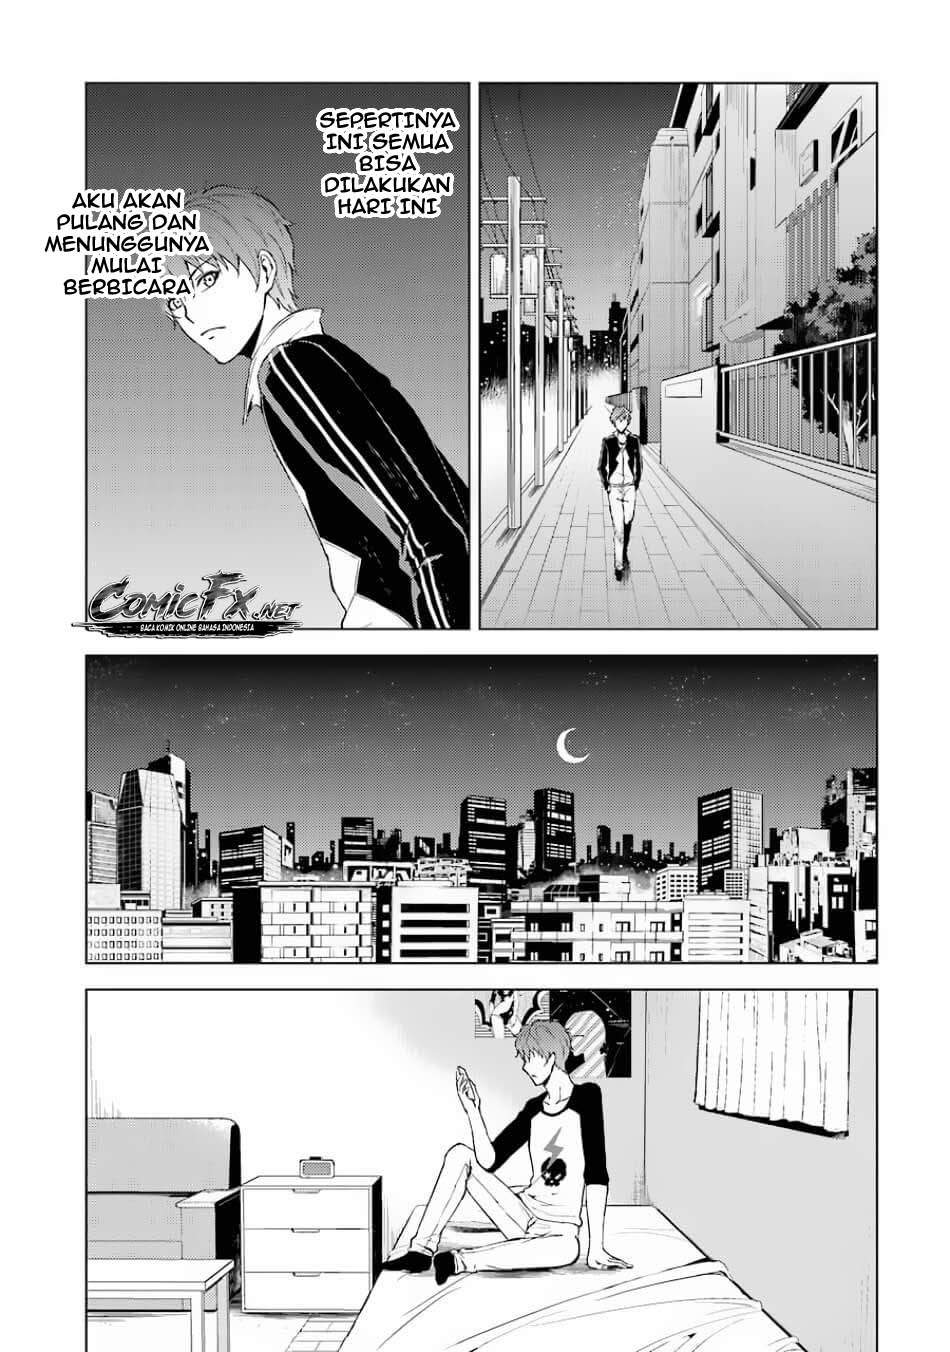 SEPERTINYA
INI SEMUA
BISA
DILAKUKAN
HARI INI
AKU AKAN
PULANG DAN
MENUNGGUNYA
MULAI
BERBICARA
COMICFX.NET
BACA KOMIK ONLINE BAHASA INDONESIA